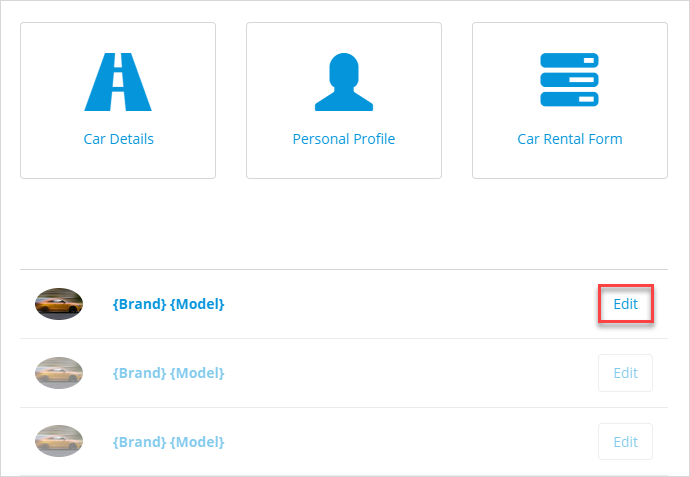 Car Details
Personal Profile
Car Rental Form
{Brand} {Model}
Edit
{Brand} {Model}
Edit
{Brand} {Model}
Edit